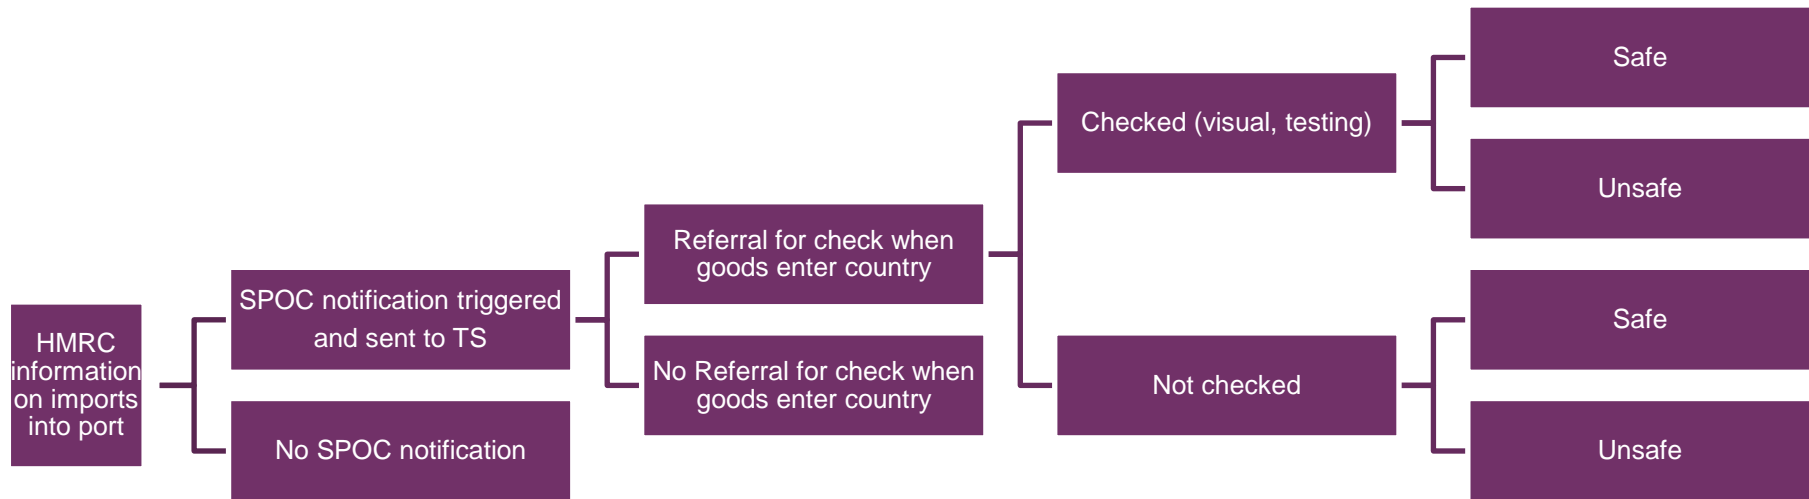 HMRC
information
on imports
into port
SPOC notification triggered
and sent to TS
No SPOC notification
Referral for check when
goods enter country
No Referral for check when
goods enter country
Checked (visual, testing)
Not checked
Safe
Unsafe
Safe
Unsafe